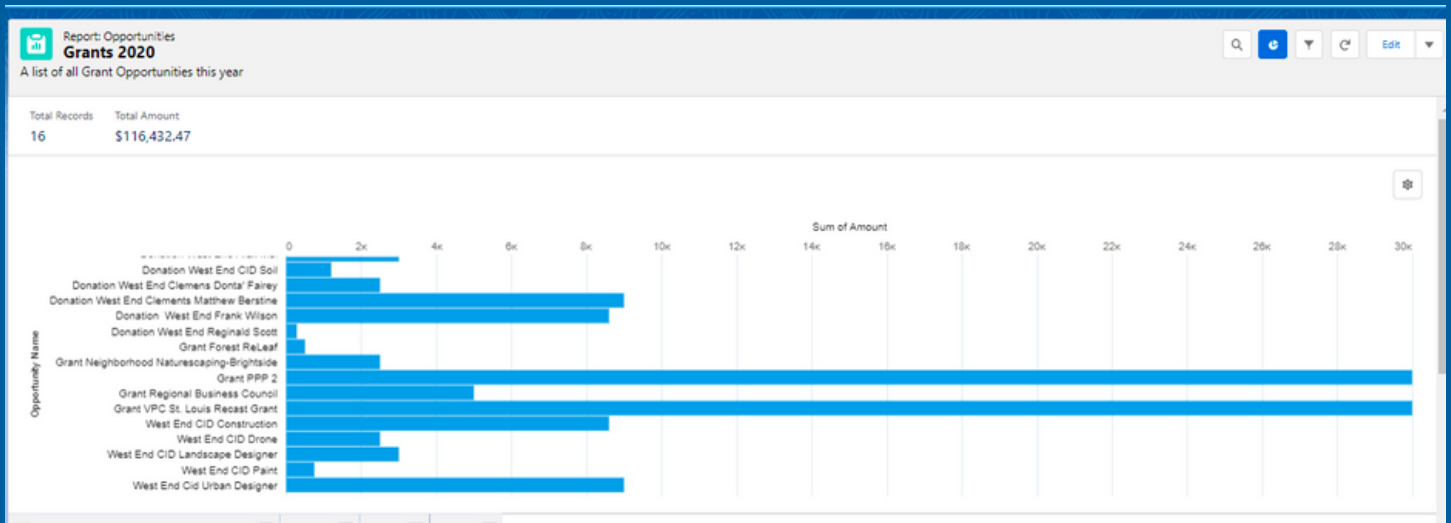 Report: Opportunities
Grants 2020
A list of all Grant Opportunities this year
Edit
Total Records Total Amount
16 $116,432.47
Sum of Amount
0 2K 4K 6K 8K 10K 12K 14K 16K 18K 20K 22K 24K 26K 28K 30K
Donation West End CID Soil
Donation West End Clemens Donta' Fairey
Donation West End Clements Matthew Berstine
Donation West End Frank Wilson
Donation West End Reginald Scott
Grant Forest ReLeaf
Grant Neighborhood Naturescaping-Brightside
Grant PPP 2
Grant Regional Business Council
Grant VPC St. Louis Recast Grant
West End CID Construction
West End CID Drone
West End CID Landscape Designer
West End CID Paint
West End Cid Urban Designer
Opportunity Name